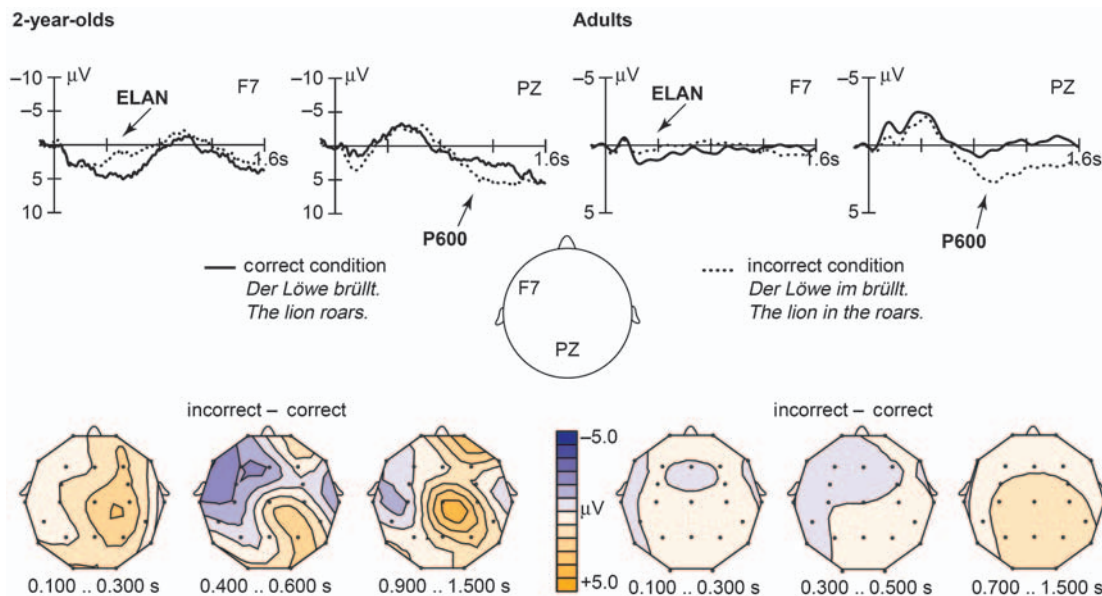 2-year-olds
Adults
–10 µV F7
–5 ELAN
5
10
1.6s
–10 µV PZ
–5
5
10
1.6s
P600
–5 µV F7
ELAN
5
1.6s
–5 µV PZ
5
1.6s
P600
correct condition
Der Löwe brüllt.
The lion roars.
F7
PZ
incorrect condition
Der Löwe im brüllt.
The lion in the roars.
incorrect – correct
incorrect – correct
–5.0
µV
+5.0
0.100 .. 0.300 s
0.400 .. 0.600 s
0.900 .. 1.500 s
0.100 .. 0.300 s
0.300 .. 0.500 s
0.700 .. 1.500 s